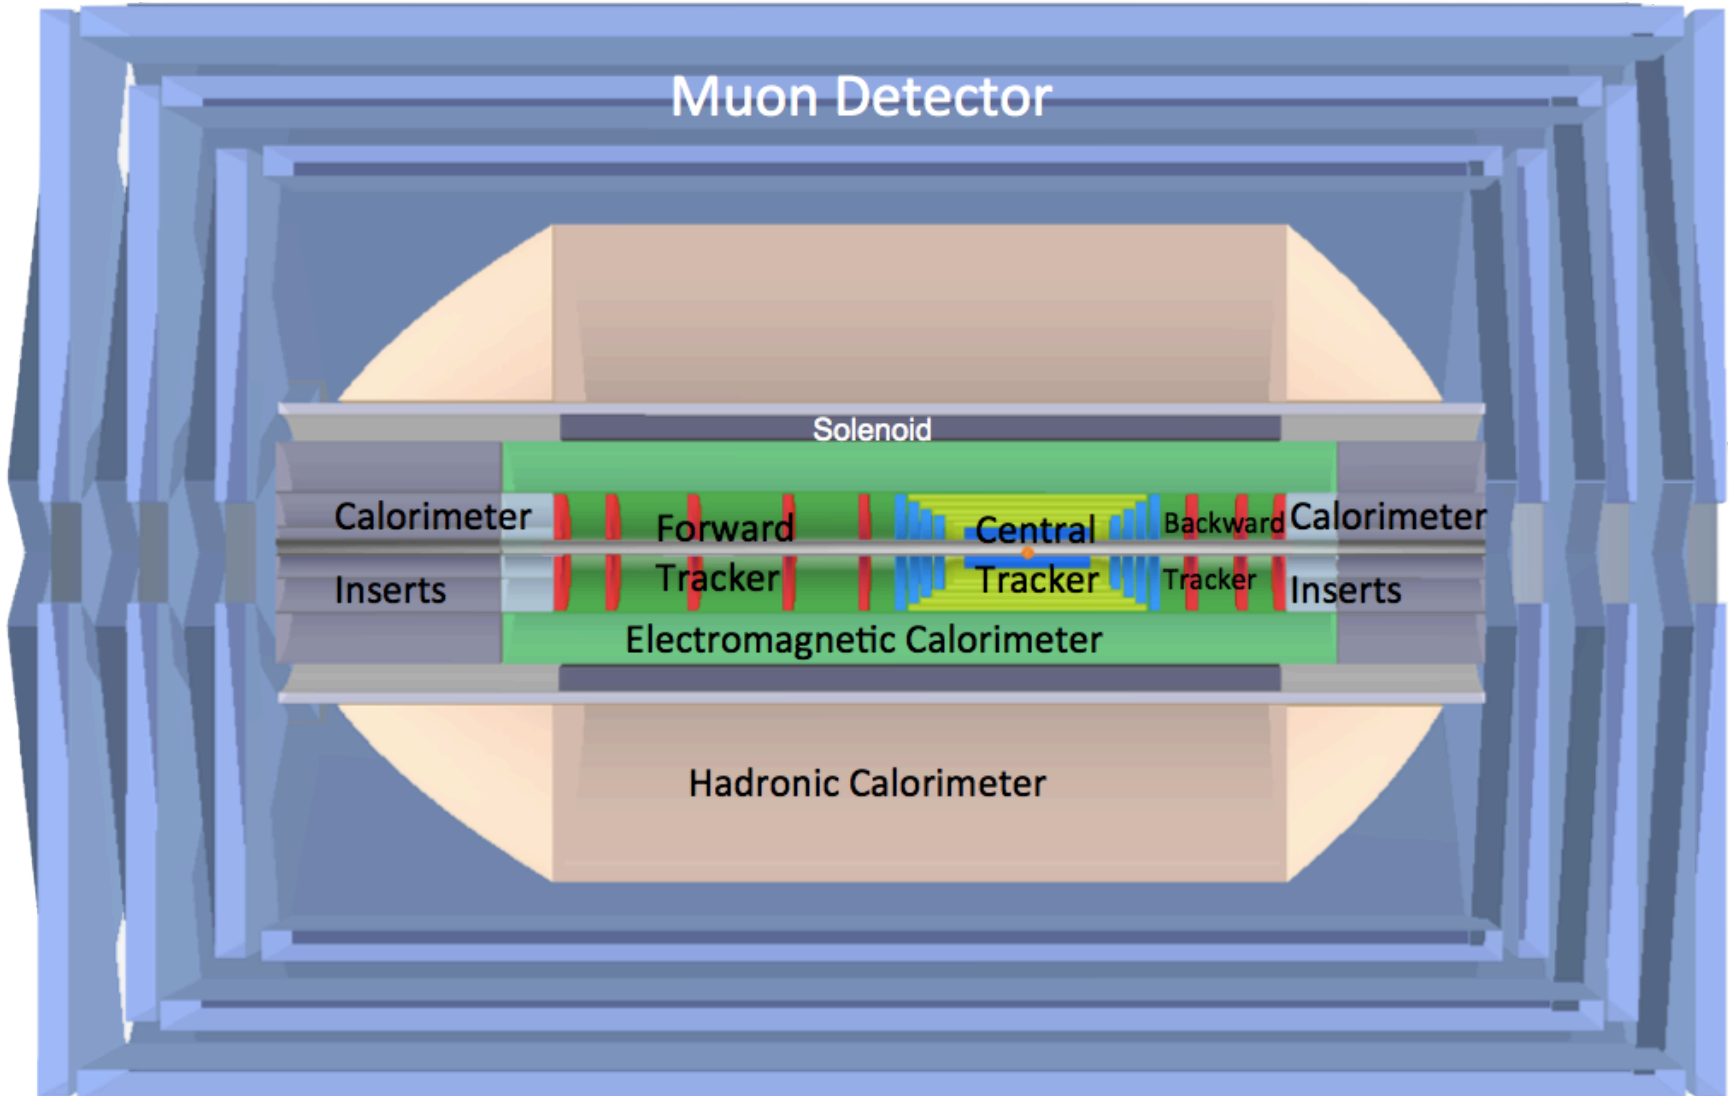 Muon Detector
Solenoid
Calorimeter
Forward
Central
Backward
Calorimeter
Inserts
Tracker
Tracker
Tracker
Inserts
Electromagnetic Calorimeter
Hadronic Calorimeter